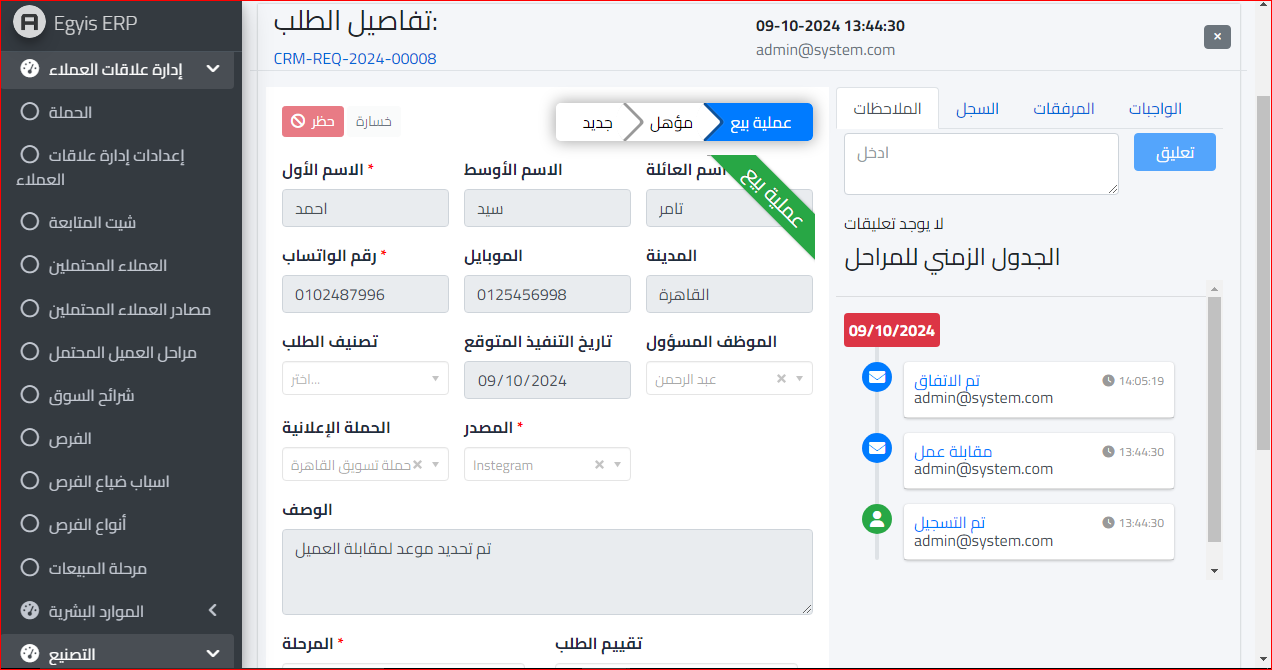 Egyis ERP
إدارة علاقات العملاء
الحملة
إعدادات إدارة علاقات
العملاء
شيت المتابعة
العملاء المحتملين
مصادر العملاء المحتملين
مراحل العميل المحتمل
شرائح السوق
الفرص
اسباب ضياع الفرص
أنواع الفرص
مرحلة المبيعات
الموارد البشرية
التصنيع
تفاصيل الطلب:
CRM-REQ-2024-00008
09-10-2024 13:44:30
admin@system.com
×
حظر
خسارة
جديد
مؤهل
عملية بيع
عملية بيع
الاسم الأول *
الاسم الأوسط
اسم العائلة
احمد
سيد
تامر
رقم الواتساب *
الموبايل
المدينة
0102487996
0125456998
القاهرة
تصنيف الطلب
تاريخ التنفيذ المتوقع
الموظف المسؤول
اختر...
09/10/2024
عبد الرحمن
الحملة الإعلانية
المصدر *
حملة تسويق القاهرة
Instegram
الوصف
تم تحديد موعد لمقابلة العميل
المرحلة *
تقييم الطلب
الملاحظات
السجل
المرفقات
الواجبات
ادخل
تعليق
لا يوجد تعليقات
الجدول الزمني للمراحل
09/10/2024
تم الاتفاق
14:05:19
admin@system.com
مقابلة عمل
13:44:30
admin@system.com
تم التسجيل
13:44:30
admin@system.com